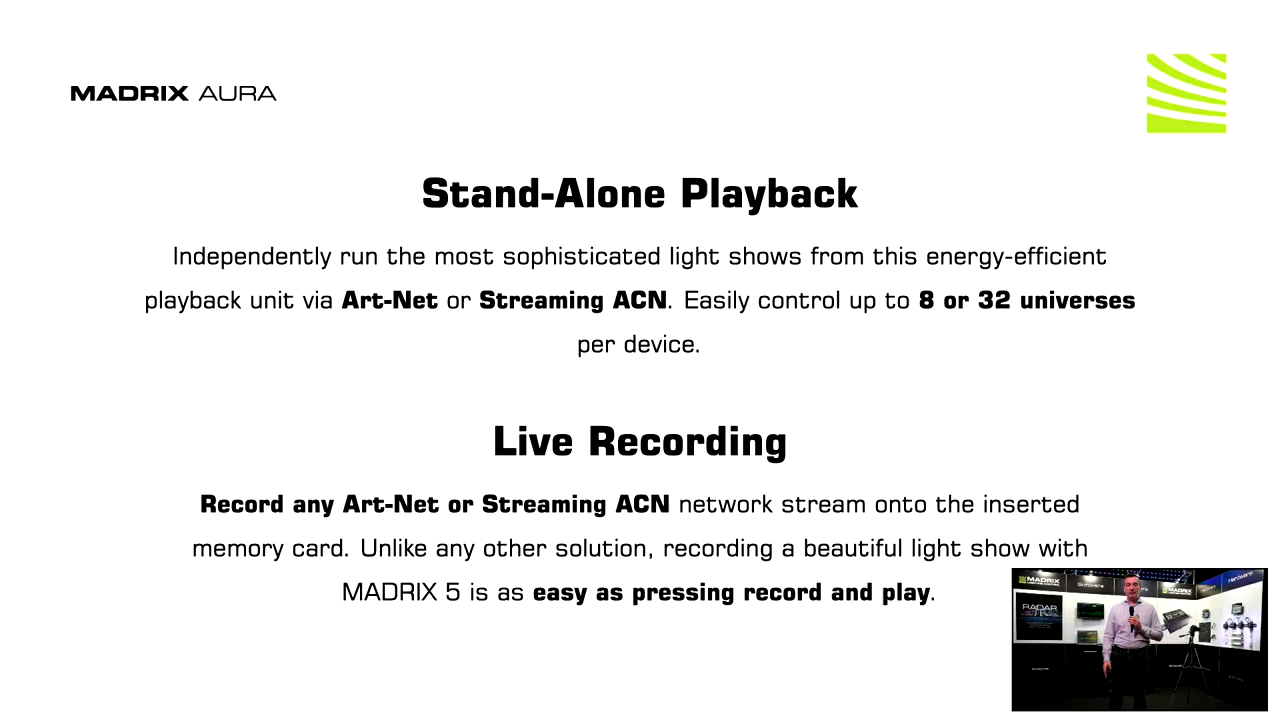 MADRIX AURA
Stand-Alone Playback
Independently run the most sophisticated light shows from this energy-efficient
playback unit via Art-Net or Streaming ACN. Easily control up to 8 or 32 universes
per device.
Live Recording
Record any Art-Net or Streaming ACN network stream onto the inserted
memory card. Unlike any other solution, recording a beautiful light show with
MADRIX 5 is as easy as pressing record and play.
MADRIX
Software
MADRIX
Hardware
RADAR